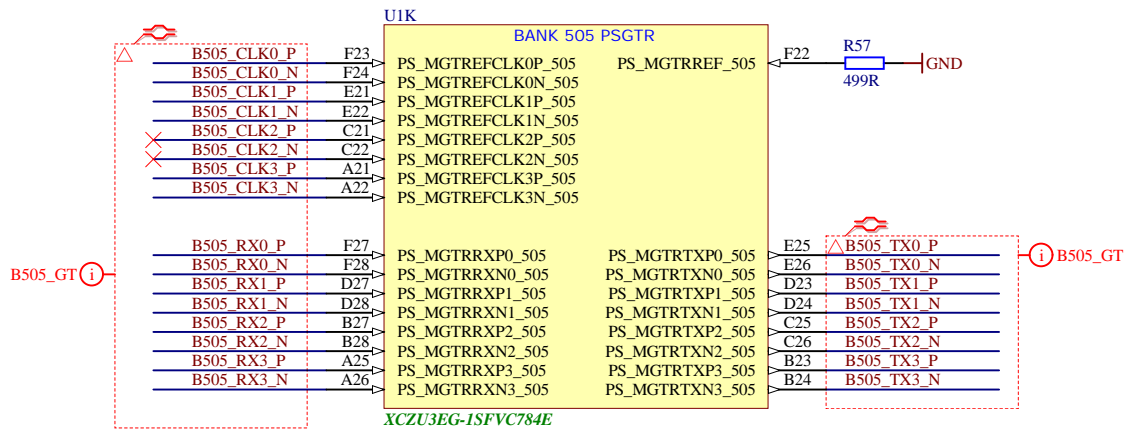 U1K
BANK 505 PSGTR
B505_CLK0_P F23 PS_MGTREFCLK0P_505 PS_MGTRREF_505 F22 R57 499R GND
B505_CLK0_N F24 PS_MGTREFCLK0N_505
B505_CLK1_P E21 PS_MGTREFCLK1P_505
B505_CLK1_N E22 PS_MGTREFCLK1N_505
B505_CLK2_P C21 PS_MGTREFCLK2P_505
B505_CLK2_N C22 PS_MGTREFCLK2N_505
B505_CLK3_P A21 PS_MGTREFCLK3P_505
B505_CLK3_N A22 PS_MGTREFCLK3N_505
B505_RX0_P F27 PS_MGTRRXP0_505 PS_MGTRTXP0_505 E25 B505_TX0_P
B505_GT i B505_RX0_N F28 PS_MGTRRXN0_505 PS_MGTRTXN0_505 E26 B505_TX0_N i B505_GT
B505_RX1_P D27 PS_MGTRRXP1_505 PS_MGTRTXP1_505 D23 B505_TX1_P
B505_RX1_N D28 PS_MGTRRXN1_505 PS_MGTRTXN1_505 D24 B505_TX1_N
B505_RX2_P B27 PS_MGTRRXP2_505 PS_MGTRTXP2_505 C25 B505_TX2_P
B505_RX2_N B28 PS_MGTRRXN2_505 PS_MGTRTXN2_505 C26 B505_TX2_N
B505_RX3_P A25 PS_MGTRRXP3_505 PS_MGTRTXP3_505 B23 B505_TX3_P
B505_RX3_N A26 PS_MGTRRXN3_505 PS_MGTRTXN3_505 B24 B505_TX3_N
XCZU3EG-1SFVC784E